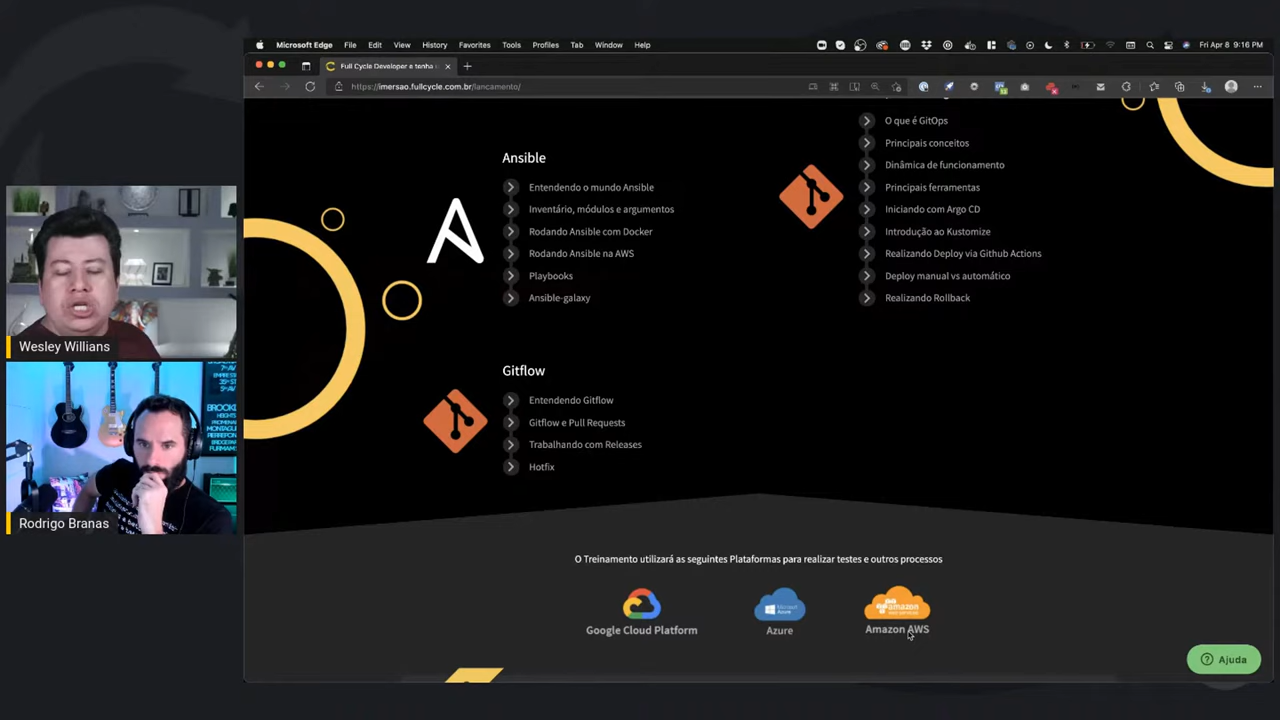 Microsoft Edge File Edit View History Favorites Tools Profiles Tab Window Help
Fri Apr 8 9:16 PM
Full Cycle Developer e tenha
https://imersao.fullcycle.com.br/lancamento/
O que é GitOps
Principais conceitos
Dinâmica de funcionamento
Principais ferramentas
Iniciando com Argo CD
Introdução ao Kustomize
Realizando Deploy via Github Actions
Deploy manual vs automático
Realizando Rollback
Ansible
Entendendo o mundo Ansible
Inventário, módulos e argumentos
Rodando Ansible com Docker
Rodando Ansible na AWS
Playbooks
Ansible-galaxy
Gitflow
Entendendo Gitflow
Gitflow e Pull Requests
Trabalhando com Releases
Hotfix
O Treinamento utilizará as seguintes Plataformas para realizar testes e outros processos
Google Cloud Platform
Microsoft
Azure
Azure
amazon
Amazon AWS
Ajuda
Wesley Willians
Rodrigo Branas